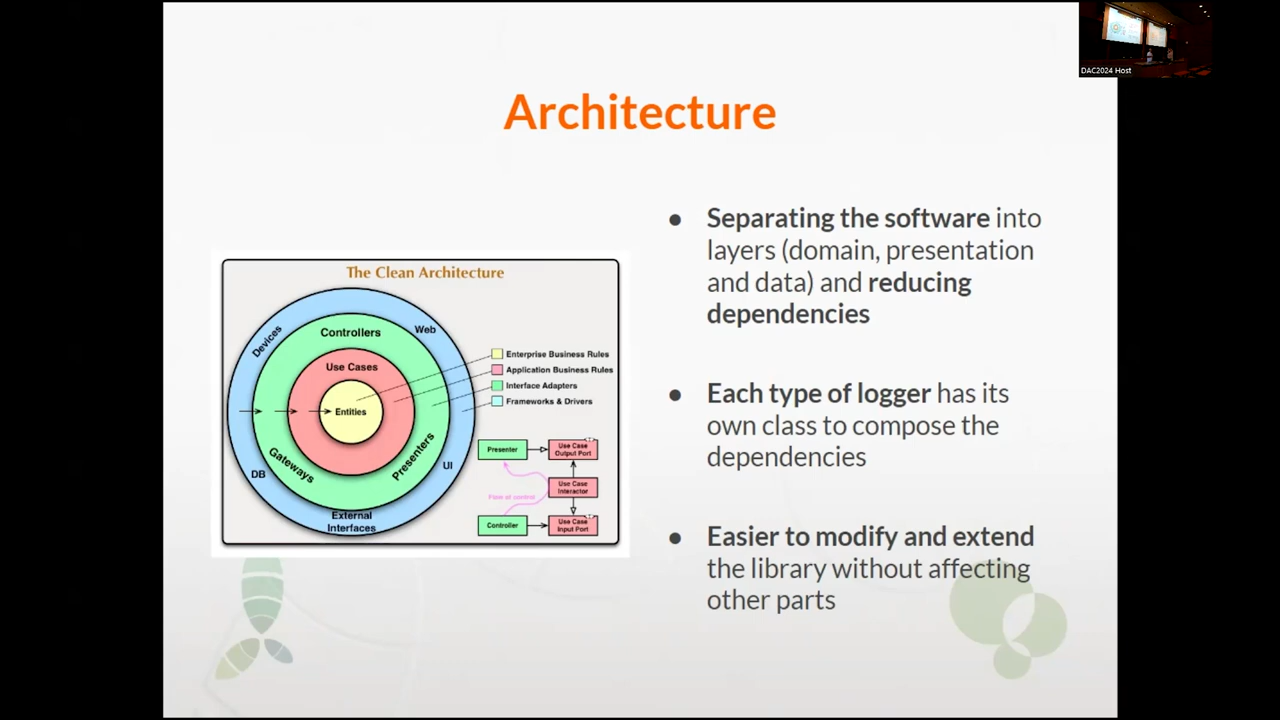 DAC2024 Host
Architecture
The Clean Architecture
Devices
Controllers
Web
Use Cases
Entities
Gateways
Presenters
DB
UI
External
Interfaces
Enterprise Business Rules
Application Business Rules
Interface Adapters
Frameworks & Drivers
Presenter
Use Case
Output Port
Flow of control
Use Case
Interactor
Controller
Use Case
Input Port
● Separating the software into
layers (domain, presentation
and data) and reducing
dependencies
● Each type of logger has its
own class to compose the
dependencies
● Easier to modify and extend
the library without affecting
other parts